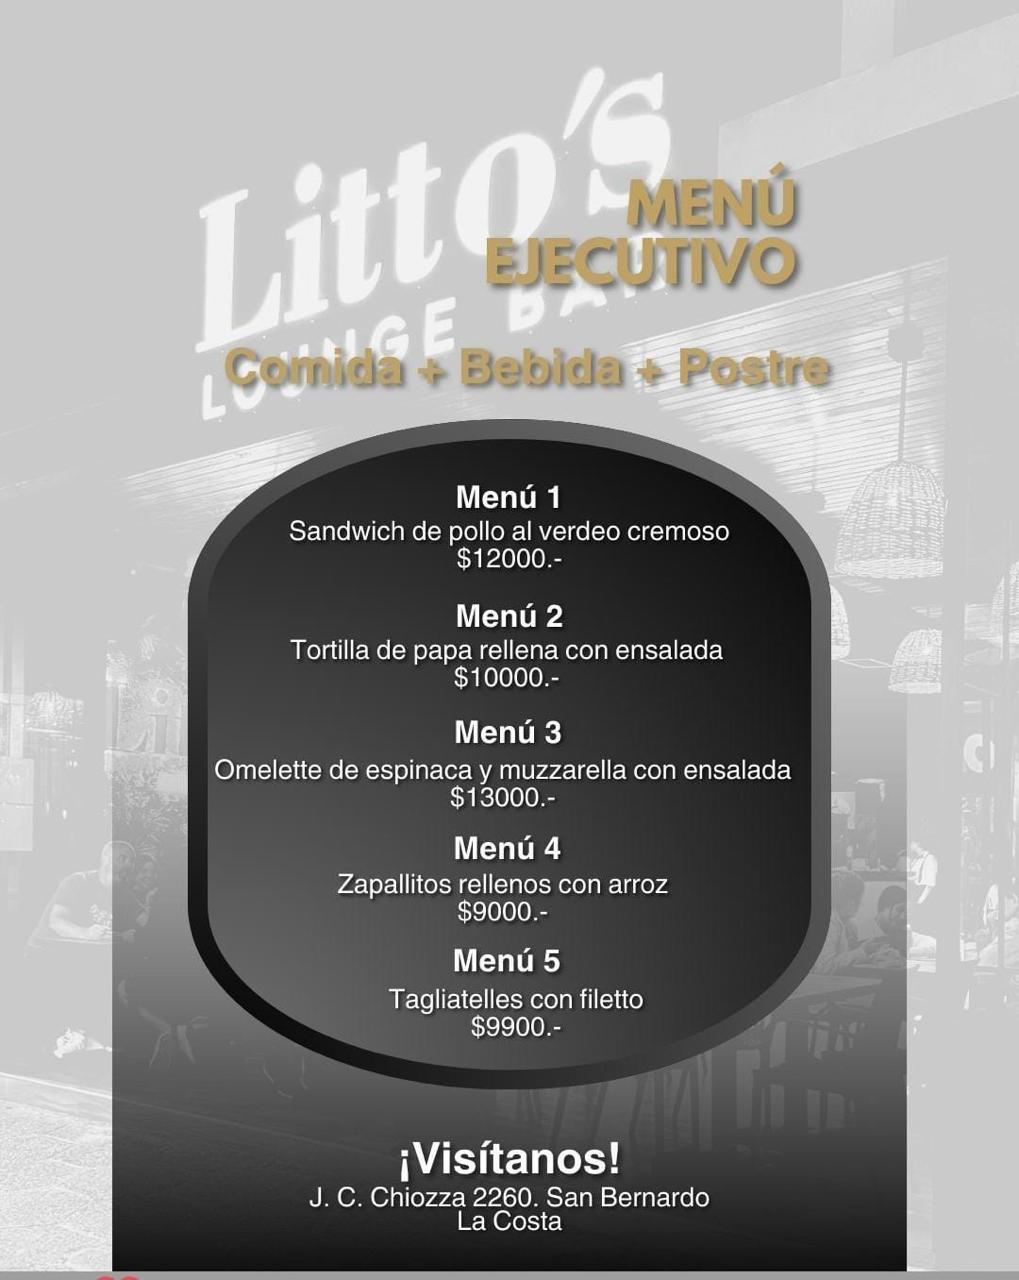 Litto's
LOUNGE BAR
MENÚ
EJECUTIVO
Comida + Bebida + Postre
Menú 1
Sandwich de pollo al verdeo cremoso
$12000.-
Menú 2
Tortilla de papa rellena con ensalada
$10000.-
Menú 3
Omelette de espinaca y muzzarella con ensalada
$13000.-
Menú 4
Zapallitos rellenos con arroz
$9000.-
Menú 5
Tagliatelles con filetto
$9900.-
¡Visítanos!
J. C. Chiozza 2260. San Bernardo
La Costa